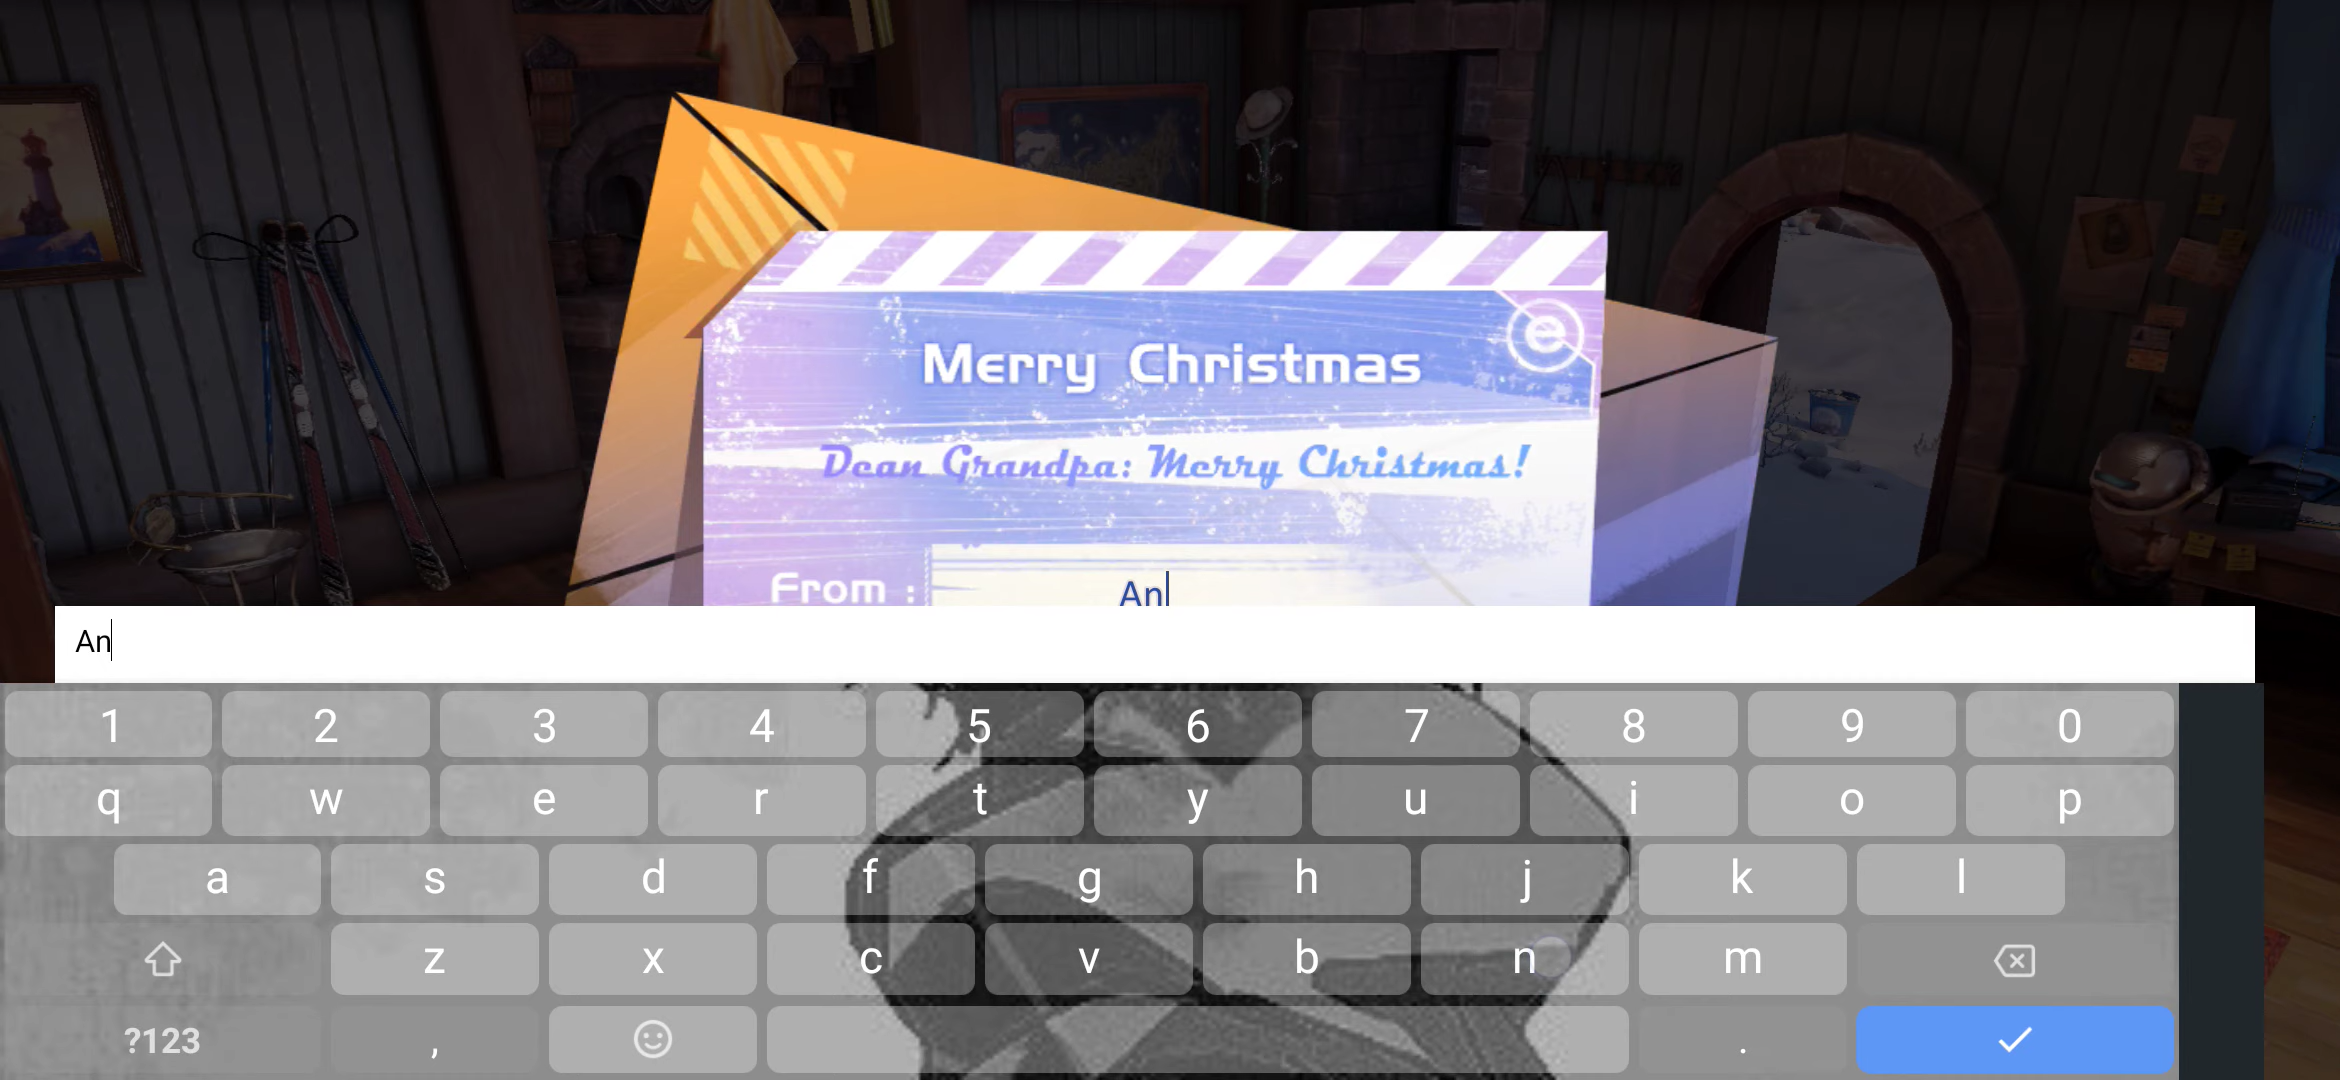 e
Merry Christmas
Dear Grandpa: Merry Christmas!
From : An
An
1 2 3 4 5 6 7 8 9 0
q w e r t y u i o p
a s d f g h j k l
z x c v b n m
?123 , .